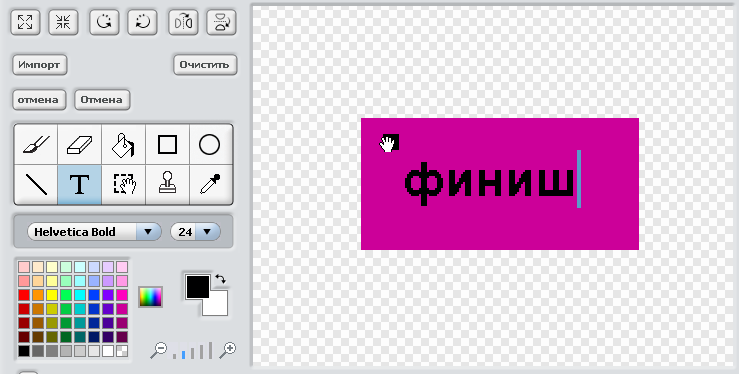 Импорт
Очистить
отмена
Отмена
T
Helvetica Bold
24
финиш